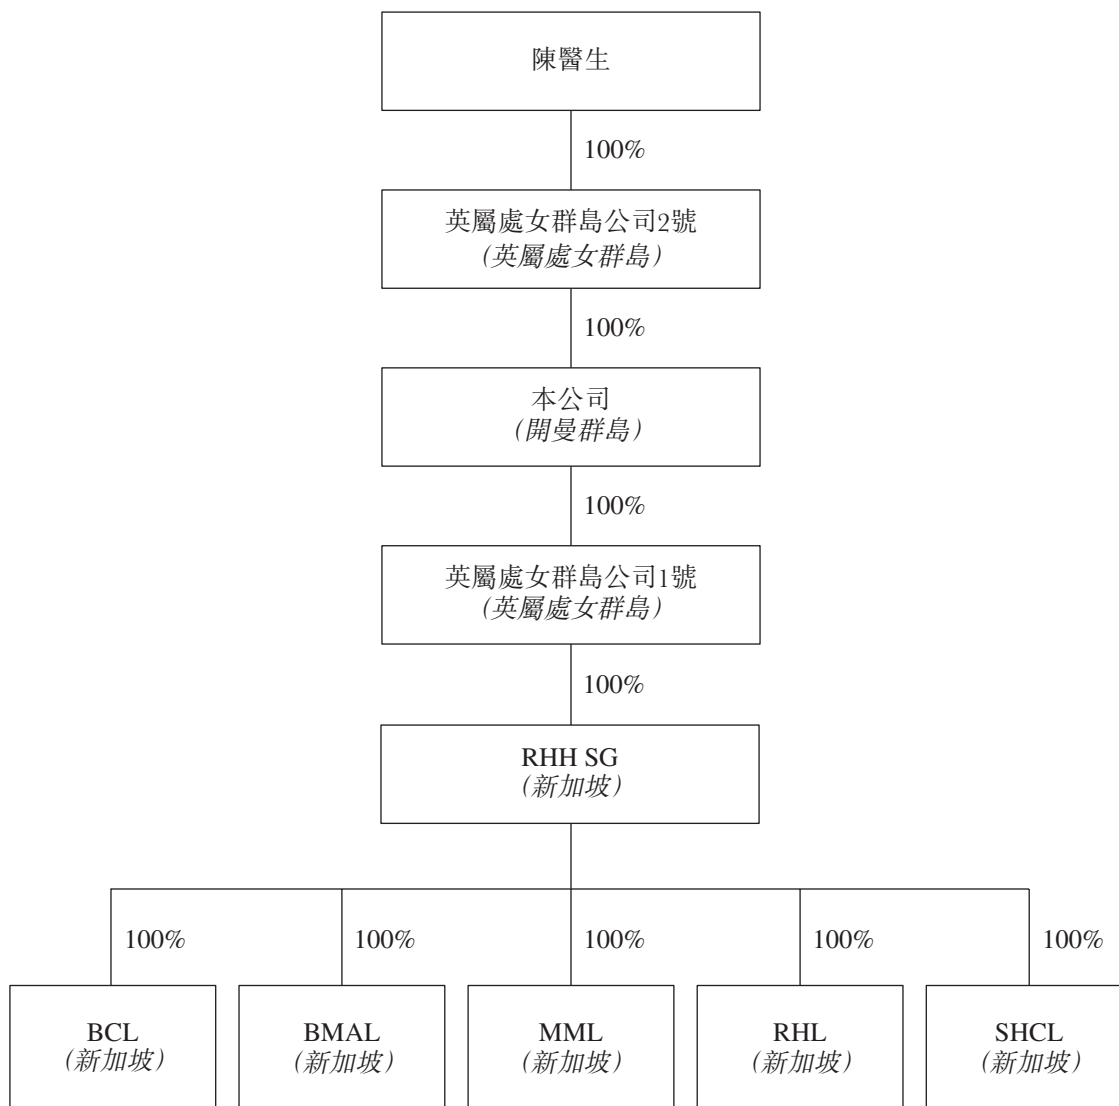 陳醫生
100%
英屬處女群島公司2號
(英屬處女群島)
100%
本公司
(開曼群島)
100%
英屬處女群島公司1號
(英屬處女群島)
100%
RHH SG
(新加坡)
100%
100%
100%
100%
100%
BCL
(新加坡)
BMAL
(新加坡)
MML
(新加坡)
RHL
(新加坡)
SHCL
(新加坡)